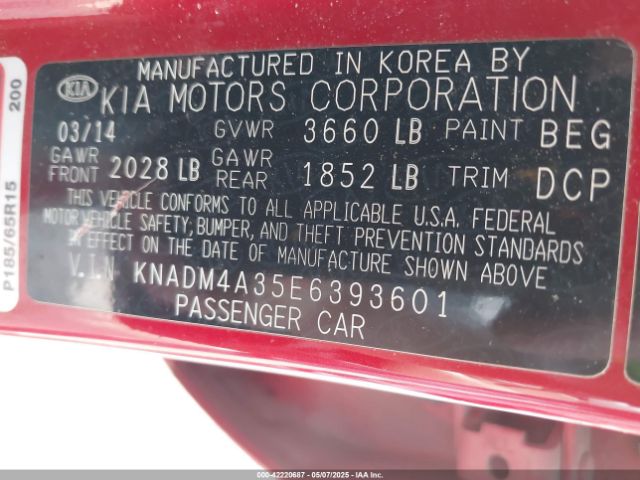 MANUFACTURED IN KOREA BY
KIA KIA MOTORS CORPORATION
03/14 GVWR 3660 LB PAINT BEG
GAWR FRONT 2028 LB GAWR REAR 1852 LB TRIM DCP
THIS VEHICLE CONFORMS TO ALL APPLICABLE U.S.A. FEDERAL
MOTOR VEHICLE SAFETY, BUMPER, AND THEFT PREVENTION STANDARDS
IN EFFECT ON THE DATE OF MANUFACTURE SHOWN ABOVE
V.I.N KNADM4A35E6393601
PASSENGER CAR
P185/65R15 200
000-42220687 - 05/07/2025 - IAA Inc.